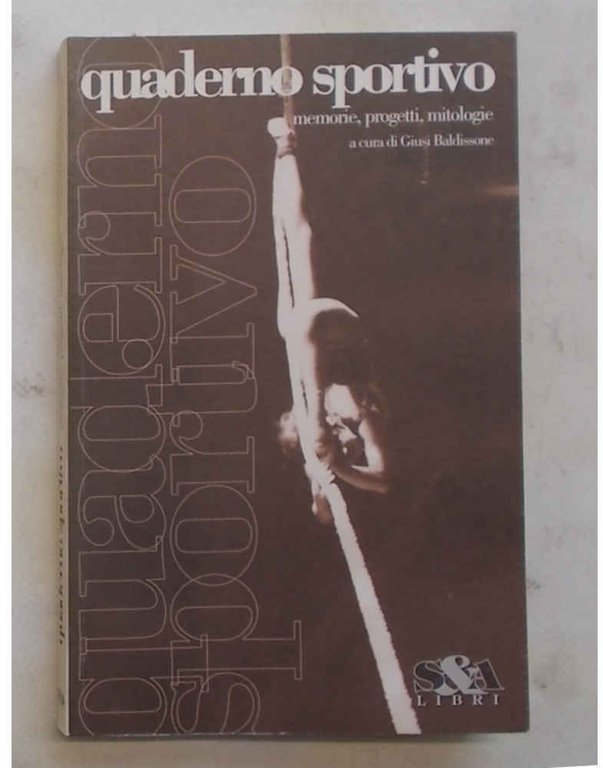 quaderno sportivo
memorie, progetti, mitologie
a cura di Giusi Baldissone
quaderno
sportivo
S&A
LIBRI